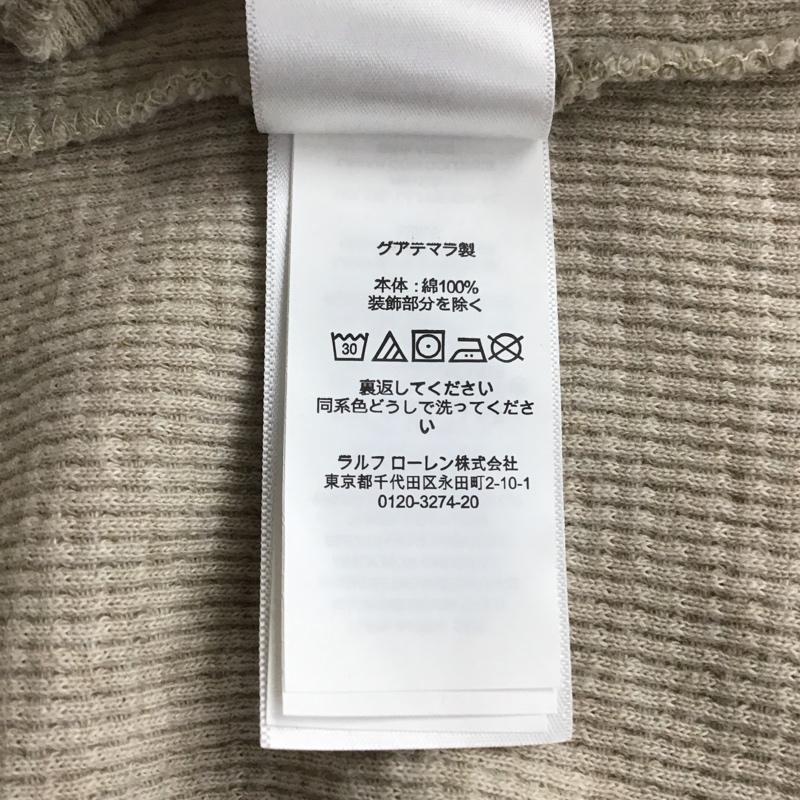 グアテマラ製
本体 : 綿100%
装飾部分を除く
30
裏返してください
同系色どうしで洗ってくださ
い
ラルフ ローレン株式会社
東京都千代田区永田町2-10-1
0120-3274-20